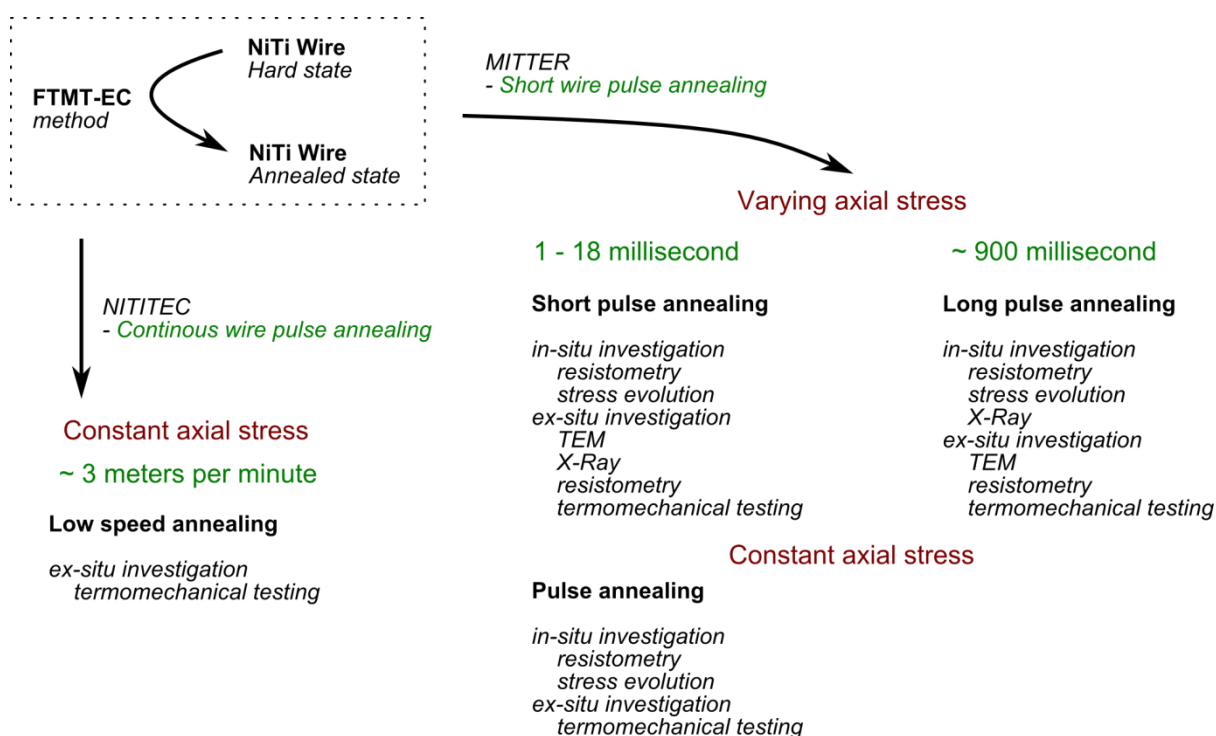 FTMT-EC
method
NiTi Wire
Hard state
NiTi Wire
Annealed state
MITTER
- Short wire pulse annealing
NITITEC
- Continous wire pulse annealing
Constant axial stress
~ 3 meters per minute
Low speed annealing
ex-situ investigation
termomechanical testing
Varying axial stress
1 - 18 millisecond
Short pulse annealing
in-situ investigation
resistometry
stress evolution
ex-situ investigation
TEM
X-Ray
resistometry
termomechanical testing
~ 900 millisecond
Long pulse annealing
in-situ investigation
resistometry
stress evolution
X-Ray
ex-situ investigation
TEM
resistometry
termomechanical testing
Constant axial stress
Pulse annealing
in-situ investigation
resistometry
stress evolution
ex-situ investigation
termomechanical testing